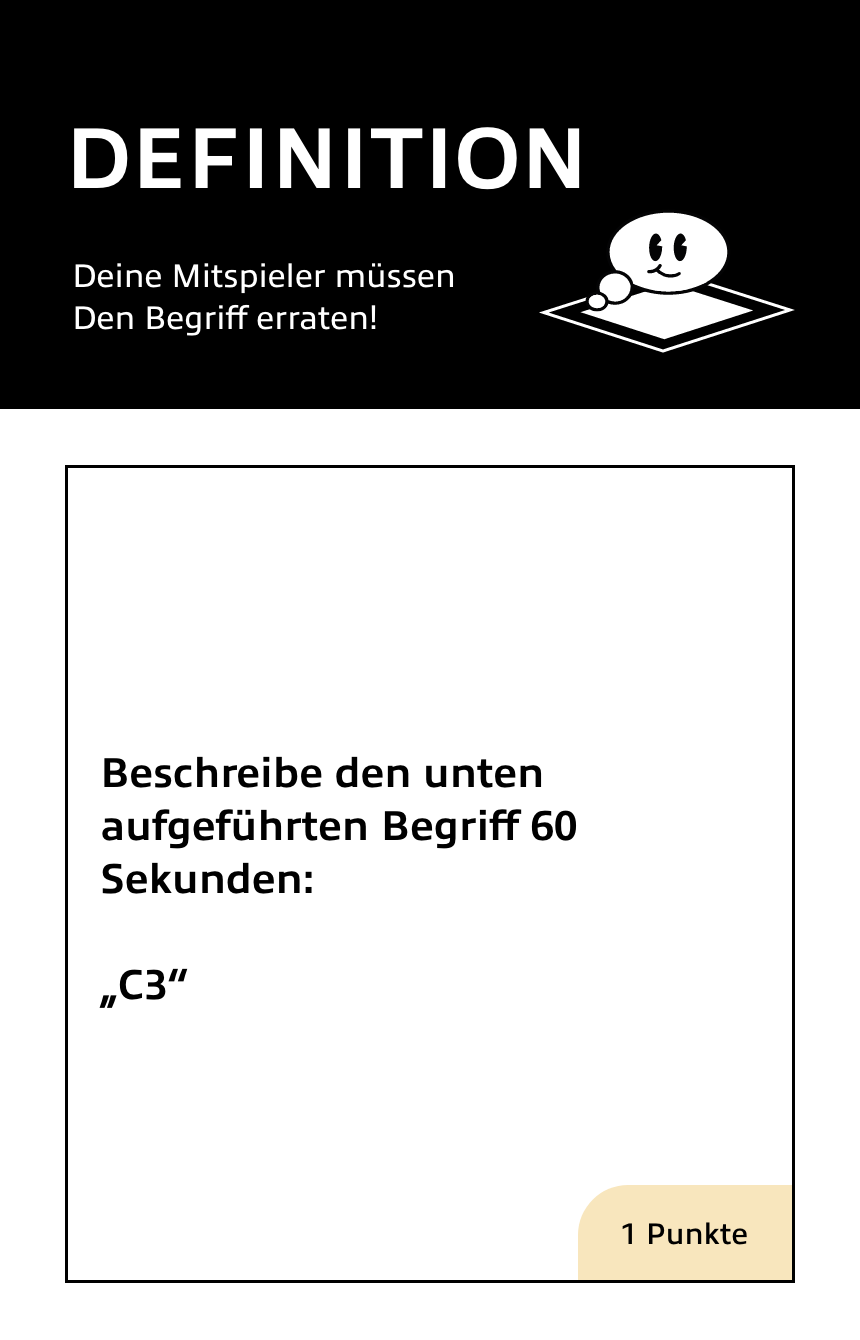 DEFINITION
Deine Mitspieler müssen
Den Begriff erraten!
Beschreibe den unten
aufgeführten Begriff 60
Sekunden:
„C3“
1 Punkte